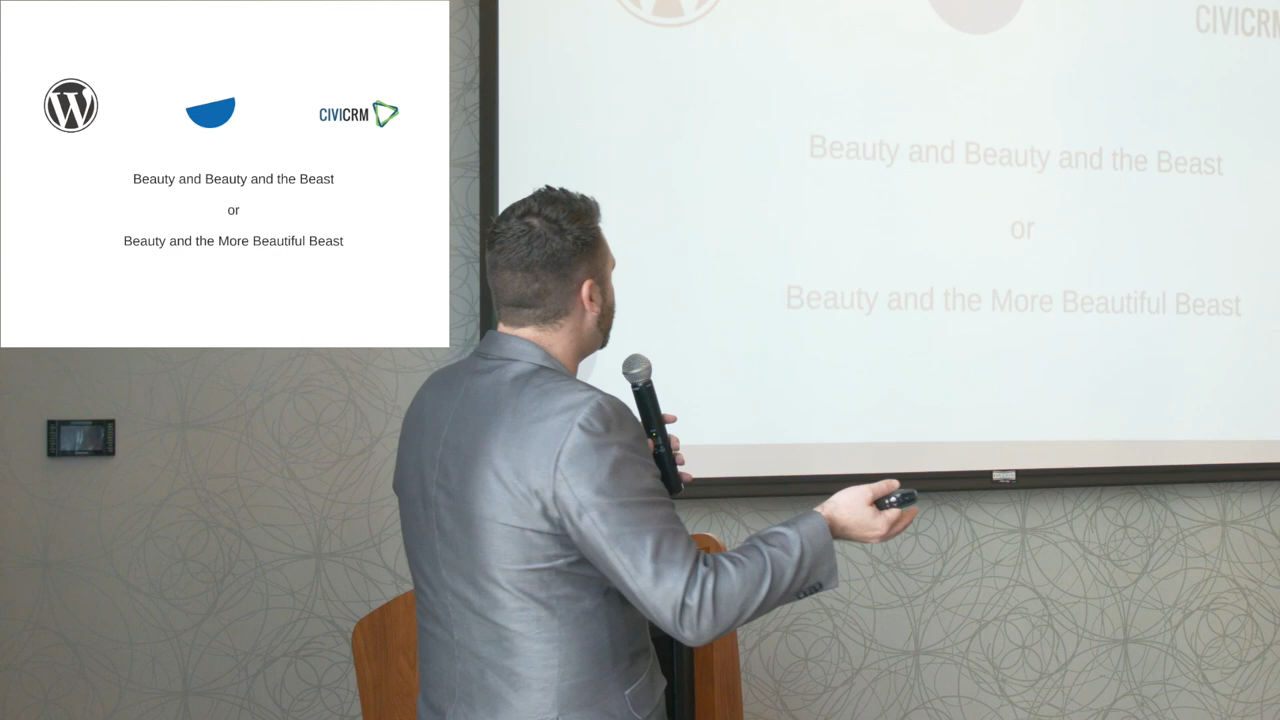 W
CIVICRM
Beauty and Beauty and the Beast
or
Beauty and the More Beautiful Beast
CIVICRM
Beauty and Beauty and the Beast
or
Beauty and the More Beautiful Beast